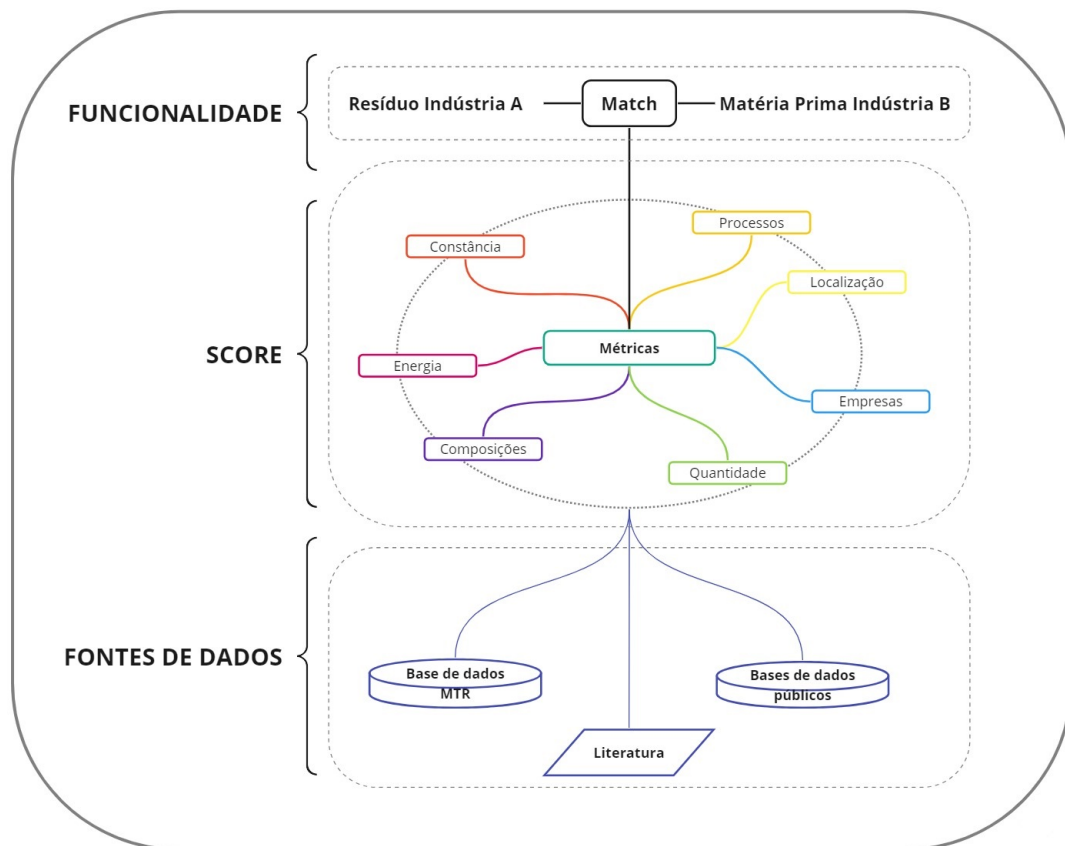 FUNCIONALIDADE
Resíduo Indústria A
Match
Matéria Prima Indústria B
SCORE
Constância
Processos
Localização
Métricas
Energia
Empresas
Composições
Quantidade
FONTES DE DADOS
Base de dados
MTR
Bases de dados
públicos
Literatura